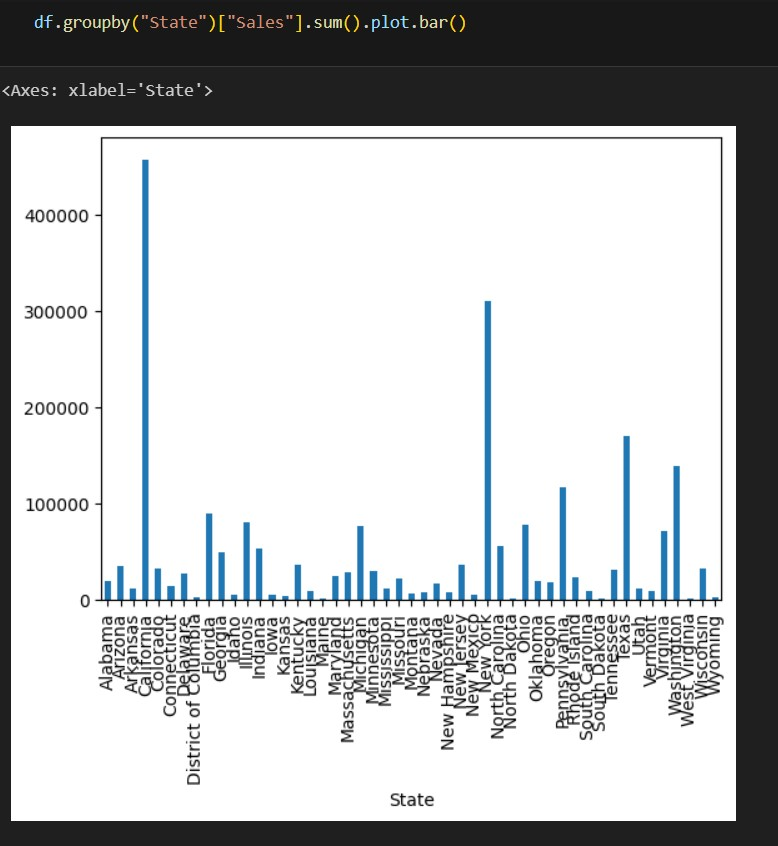 df.groupby("State")["Sales"].sum().plot.bar()
<Axes: xlabel='State'>
400000
300000
200000
100000
0
Alabama
Arizona
Arkansas
California
Colorado
Connecticut
Delaware
District of Columbia
Florida
Georgia
Idaho
Illinois
Indiana
Iowa
Kansas
Kentucky
Louisiana
Maine
Maryland
Massachusetts
Michigan
Minnesota
Mississippi
Missouri
Montana
Nebraska
Nevada
New Hampshire
New Jersey
New Mexico
New York
North Carolina
North Dakota
Ohio
Oklahoma
Oregon
Pennsylvania
Rhode Island
South Carolina
South Dakota
Tennessee
Texas
Utah
Vermont
Virginia
Washington
West Virginia
Wisconsin
Wyoming
State